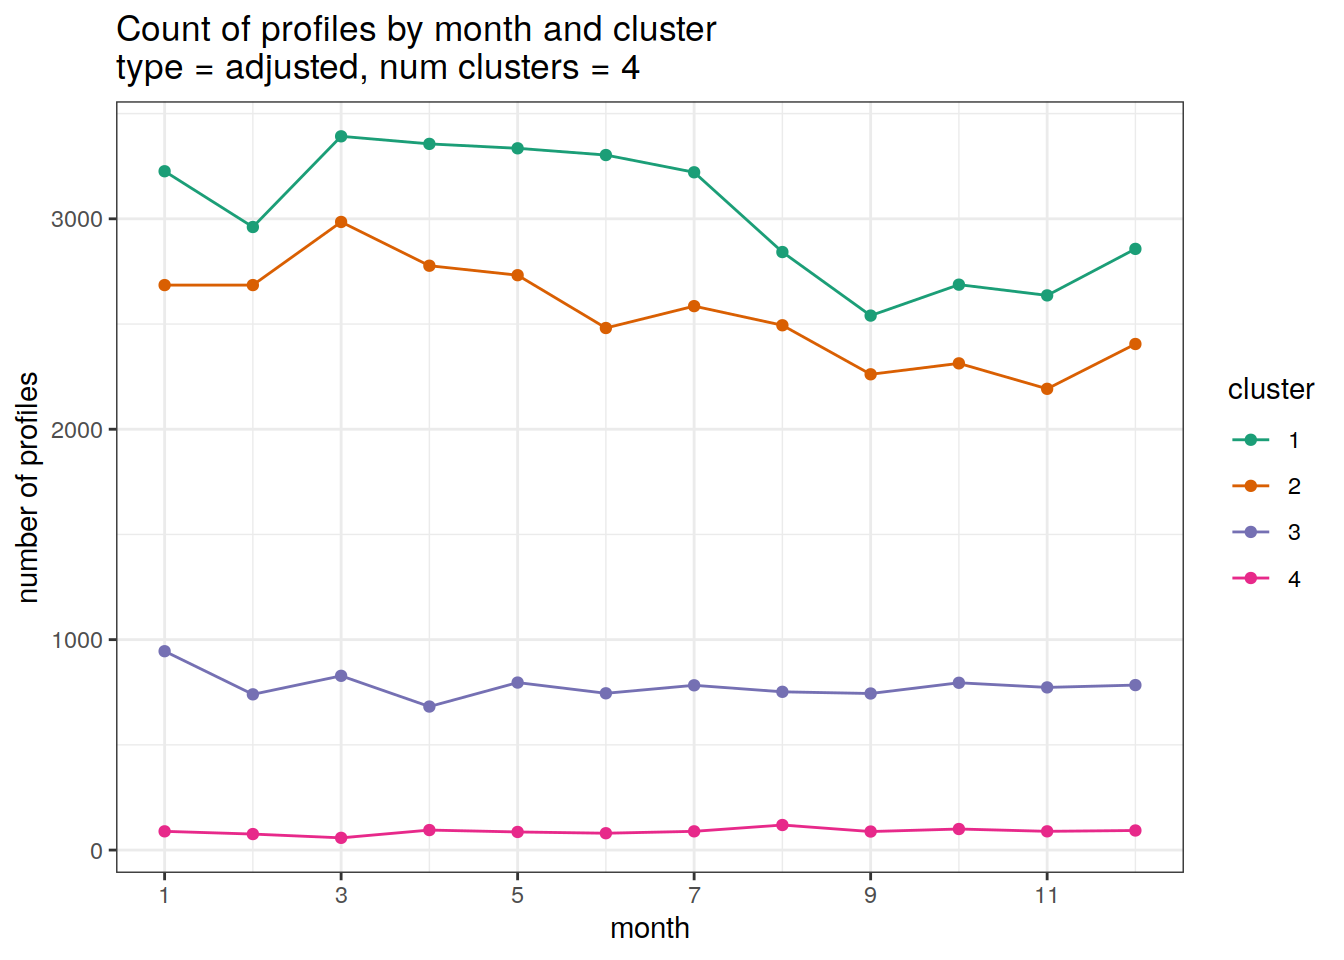 Count of profiles by month and cluster
type = adjusted, num clusters = 4
number of profiles
3000
2000
1000
0
1 3 5 7 9 11
month
cluster
1
2
3
4